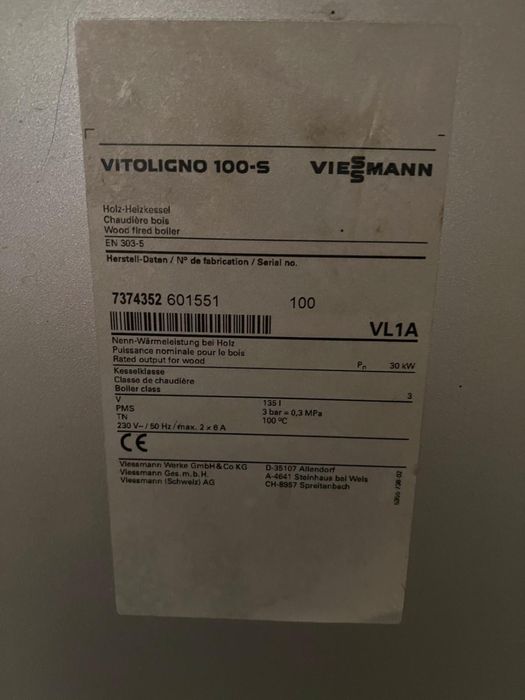 VITOLIGNO 100-S VIESSMANN
Holz-Heizkessel
Chaudière bois
Wood fired boiler
EN 303-5
Herstell-Daten / N° de fabrication / Serial no.
7374352 601551 100
VL1A
Nenn-Wärmeleistung bei Holz
Puissance nominale pour le bois
Rated output for wood Pn 30 kW
Kesselklasse
Classe de chaudière
Boiler class 3
V 135 l
PMS 3 bar = 0,3 MPa
TN 100 °C
230 V~ / 50 Hz / max. 2 x 6 A
CE
Viessmann Werke GmbH & Co KG D-35107 Allendorf
Viessmann Ges.m.b.H. A-4641 Steinhaus bei Wels
Viessmann (Schweiz) AG CH-8957 Spreitenbach